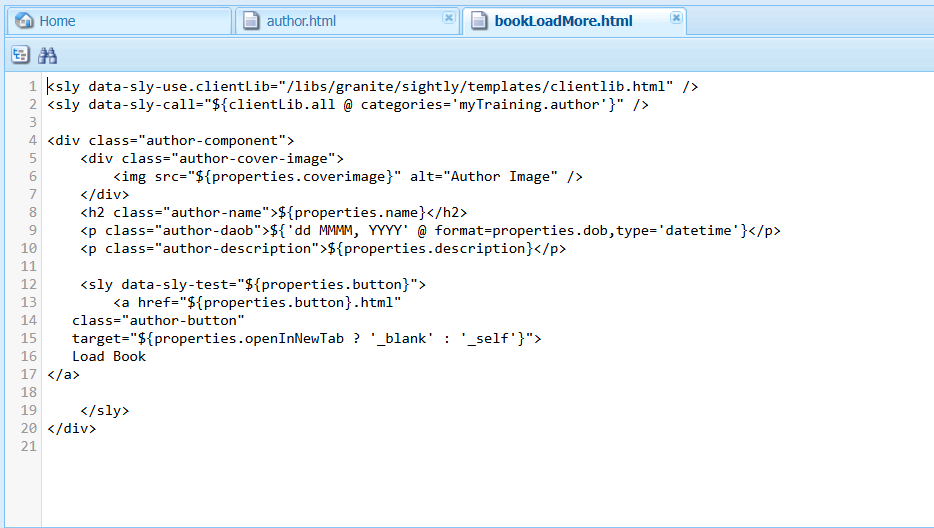 Home
author.html
bookLoadMore.html
1 <sly data-sly-use.clientLib="/libs/granite/sightly/templates/clientlib.html" />
2 <sly data-sly-call="${clientLib.all @ categories='myTraining.author'}" />
3
4 <div class="author-component">
5     <div class="author-cover-image">
6         <img src="${properties.coverimage}" alt="Author Image" />
7     </div>
8     <h2 class="author-name">${properties.name}</h2>
9     <p class="author-daob">${'dd MMMM, YYYY' @ format=properties.dob,type='datetime'}</p>
10     <p class="author-description">${properties.description}</p>
11
12     <sly data-sly-test="${properties.button}">
13         <a href="${properties.button}.html"
14    class="author-button"
15    target="${properties.openInNewTab ? '_blank' : '_self'}">
16    Load Book
17 </a>
18
19     </sly>
20 </div>
21